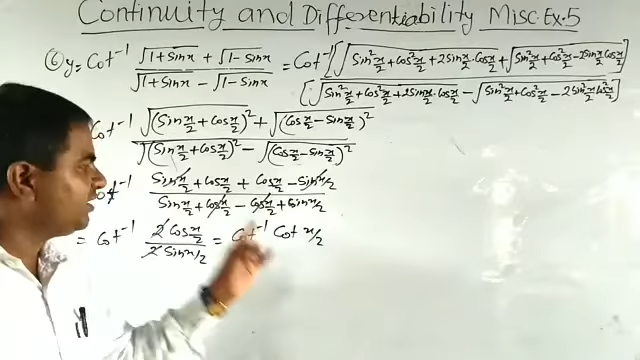 Continuity and Differentiability Misc. Ex. 5
⑥ y = Cot⁻¹ (√(1+Sinx) + √(1-Sinx)) / (√(1+Sinx) - √(1-Sinx)) = Cot⁻¹ [(√(Sin²x/2 + Cos²x/2 + 2Sinx/2.Cosx/2) + √(Sin²x/2 + Cos²x/2 - 2Sinx/2 Cosx/2)) / (√(Sin²x/2 + Cos²x/2 + 2Sinx/2.Cosx/2) - √(Sin²x/2 + Cos²x/2 - 2Sinx/2 Cosx/2))]
Cot⁻¹ (√(Sinx/2 + Cosx/2)² + √(Cosx/2 - Sinx/2)²) / (√(Sinx/2 + Cosx/2)² - √(Cosx/2 - Sinx/2)²)
Cot⁻¹ (Sinx/2 + Cosx/2 + Cosx/2 - Sinx/2) / (Sinx/2 + Cosx/2 - Cosx/2 + Sinx/2)
= Cot⁻¹ (2 Cosx/2) / (2 Sinx/2) = Cot⁻¹ Cot x/2